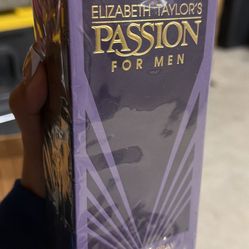 ELIZABETH TAYLOR'S
PASSION
FOR MEN